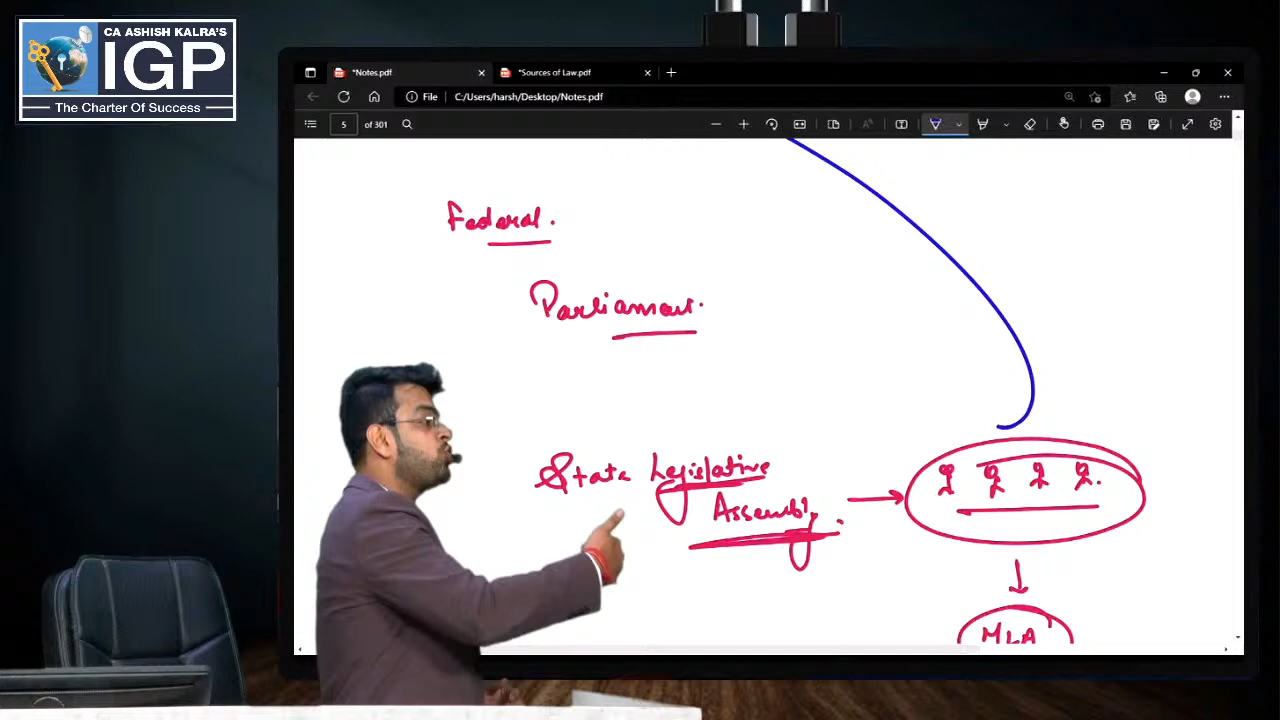 CA ASHISH KALRA'S
IGP
The Charter Of Success
*Notes.pdf
*Sources of Law.pdf
File
C:/Users/harsh/Desktop/Notes.pdf
5 of 301
Federal.
Parliament.
State Legislative
Assembly.
MLA